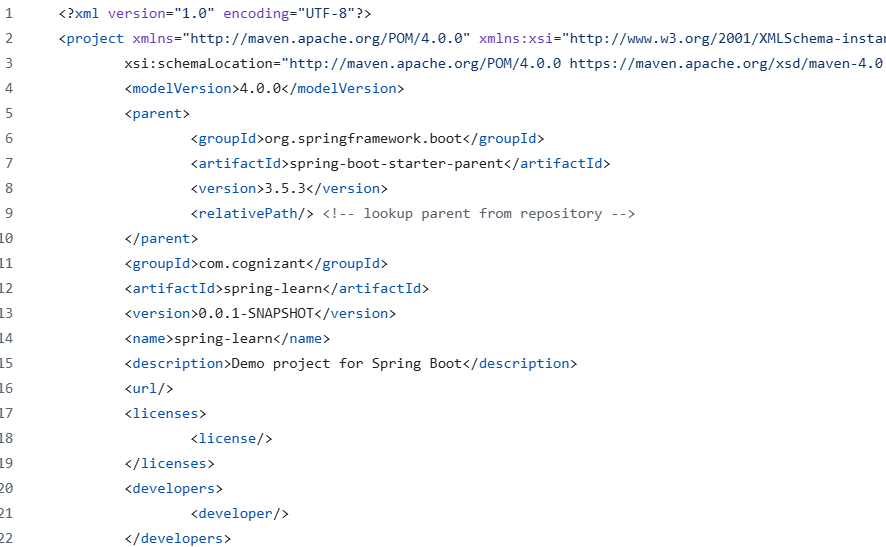 1 <?xml version="1.0" encoding="UTF-8"?>
2 <project xmlns="http://maven.apache.org/POM/4.0.0" xmlns:xsi="http://www.w3.org/2001/XMLSchema-instan
3 xsi:schemaLocation="http://maven.apache.org/POM/4.0.0 https://maven.apache.org/xsd/maven-4.0
4 <modelVersion>4.0.0</modelVersion>
5 <parent>
6 <groupId>org.springframework.boot</groupId>
7 <artifactId>spring-boot-starter-parent</artifactId>
8 <version>3.5.3</version>
9 <relativePath/> <!-- lookup parent from repository -->
10 </parent>
11 <groupId>com.cognizant</groupId>
12 <artifactId>spring-learn</artifactId>
13 <version>0.0.1-SNAPSHOT</version>
14 <name>spring-learn</name>
15 <description>Demo project for Spring Boot</description>
16 <url/>
17 <licenses>
18 <license/>
19 </licenses>
20 <developers>
21 <developer/>
22 </developers>